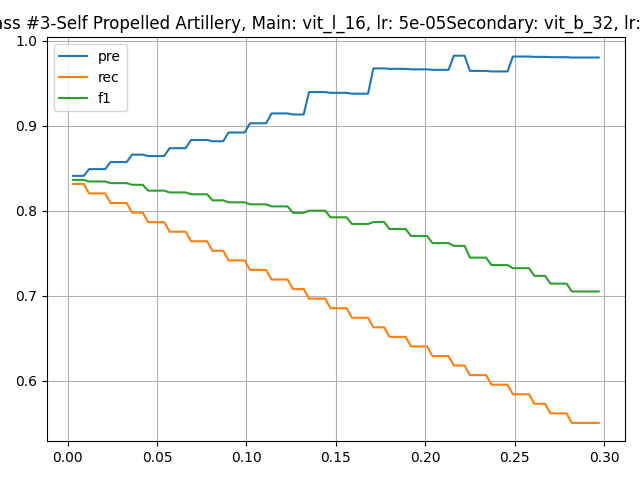 ass #3-Self Propelled Artillery, Main: vit_l_16, lr: 5e-05Secondary: vit_b_32, lr:
1.0
pre
rec
f1
0.9
0.8
0.7
0.6
0.00 0.05 0.10 0.15 0.20 0.25 0.30